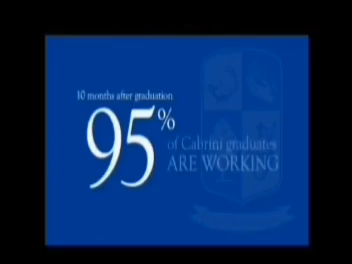 10 months after graduation
95%
of Cabrini graduates
ARE WORKING